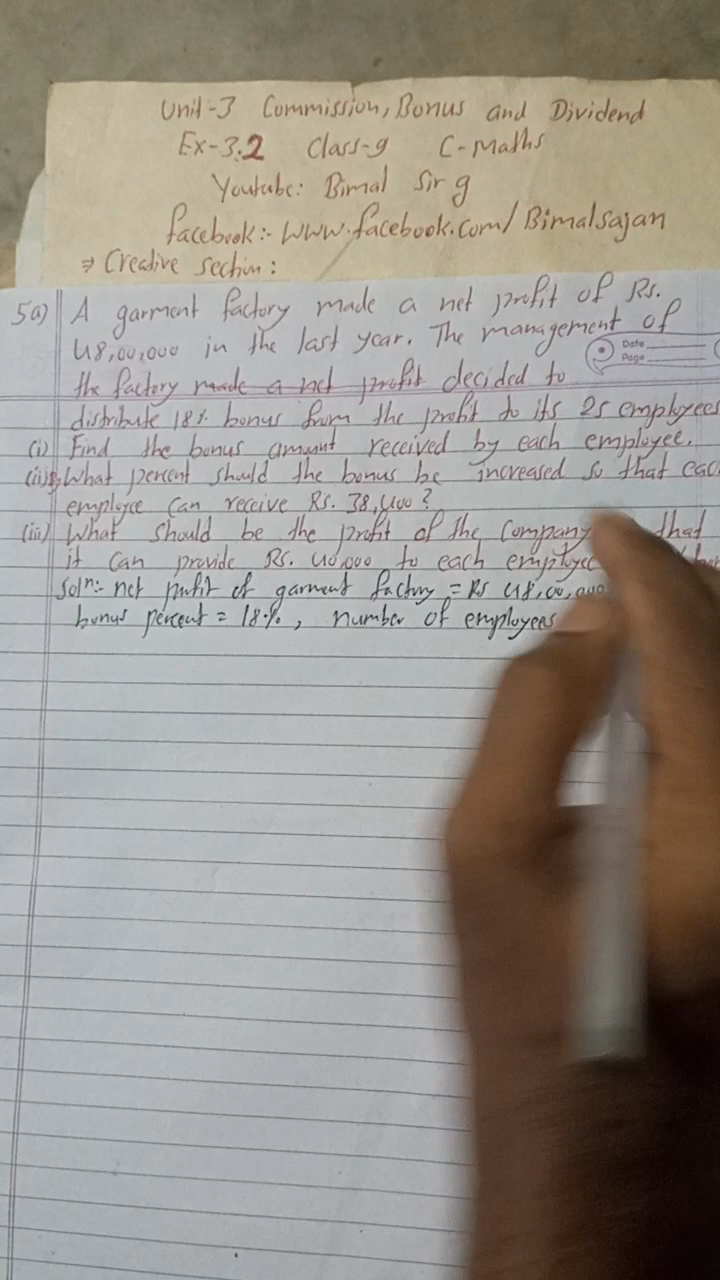 Unit-3 Commission, Bonus and Dividend
Ex-3.2 Class-9 C-Maths
Youtube: Bimal Sir g
facebook:- www.facebook.com/Bimalsajan
⇒ Creative section:
5a) A garment factory made a net profit of Rs.
48,00,000 in the last year. The management of
Date
Page
the factory made a net profit decided to
distribute 18% bonus from the profit to its 25 employees
(i) Find the bonus amount received by each employee.
(ii) What percent should the bonus be increased so that eac
employee can receive Rs. 38,400?
(iii) What should be the profit of the company that
it can provide Rs. 40,000 to each employee
Soln:- net profit of garment factory = Rs 48,00,000
bonus percent = 18%, number of employees